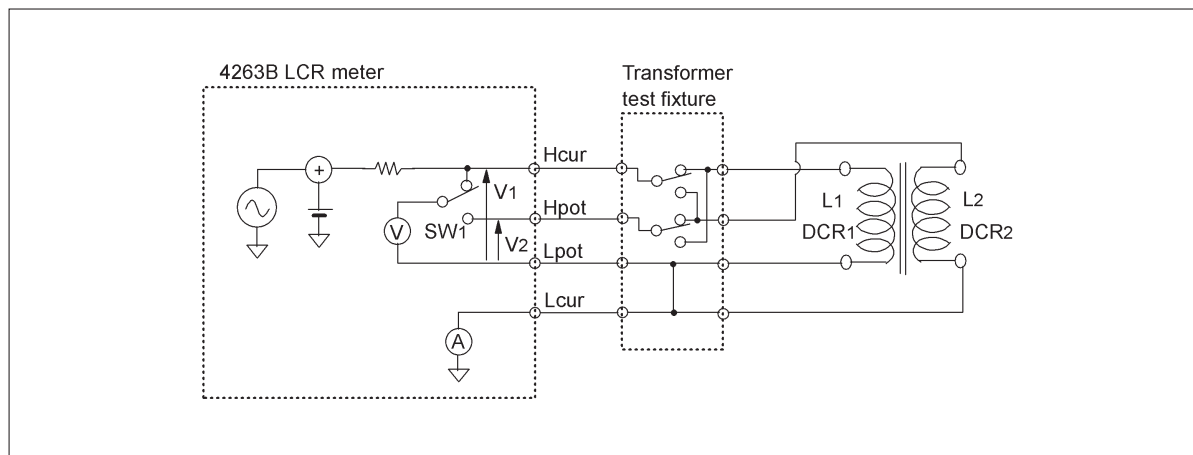 4263B LCR meter
Transformer
test fixture
Hcur
V1
L1
L2
Hpot
V
SW1
DCR1
DCR2
V2
Lpot
Lcur
A